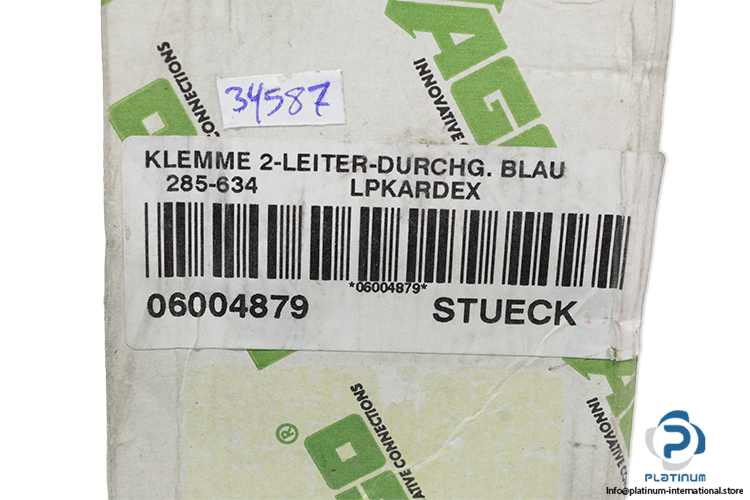 WAGO
INNOVATIVE CONNECTIONS
34587
KLEMME 2-LEITER-DURCHG. BLAU
285-634 LPKARDEX
*06004879*
06004879 STUECK
®
INNOVATIVE CONNECTIONS
PLATINUM
info@platinum-international.store